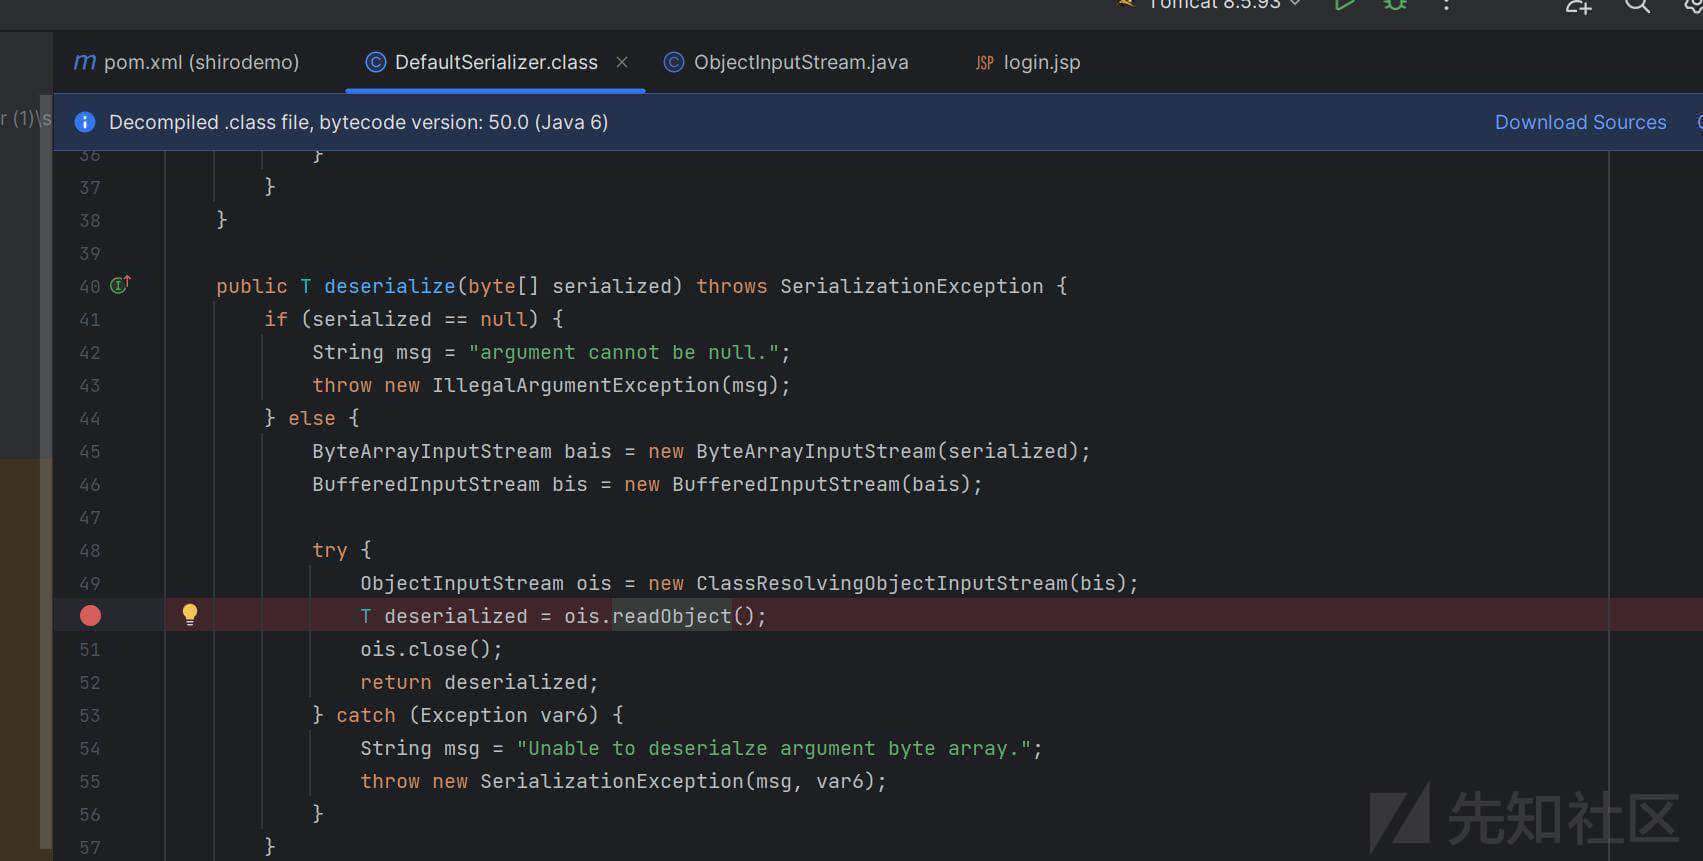 Tomcat 8.5.93
pom.xml (shirodemo) DefaultSerializer.class ObjectInputStream.java JSP login.jsp
r (1)\s
Decompiled .class file, bytecode version: 50.0 (Java 6) Download Sources
36 }
37 }
38 }
39
40 public T deserialize(byte[] serialized) throws SerializationException {
41 if (serialized == null) {
42 String msg = "argument cannot be null.";
43 throw new IllegalArgumentException(msg);
44 } else {
45 ByteArrayInputStream bais = new ByteArrayInputStream(serialized);
46 BufferedInputStream bis = new BufferedInputStream(bais);
47
48 try {
49 ObjectInputStream ois = new ClassResolvingObjectInputStream(bis);
T deserialized = ois.readObject();
51 ois.close();
52 return deserialized;
53 } catch (Exception var6) {
54 String msg = "Unable to deserialze argument byte array.";
55 throw new SerializationException(msg, var6);
56 }
57 }
先知社区